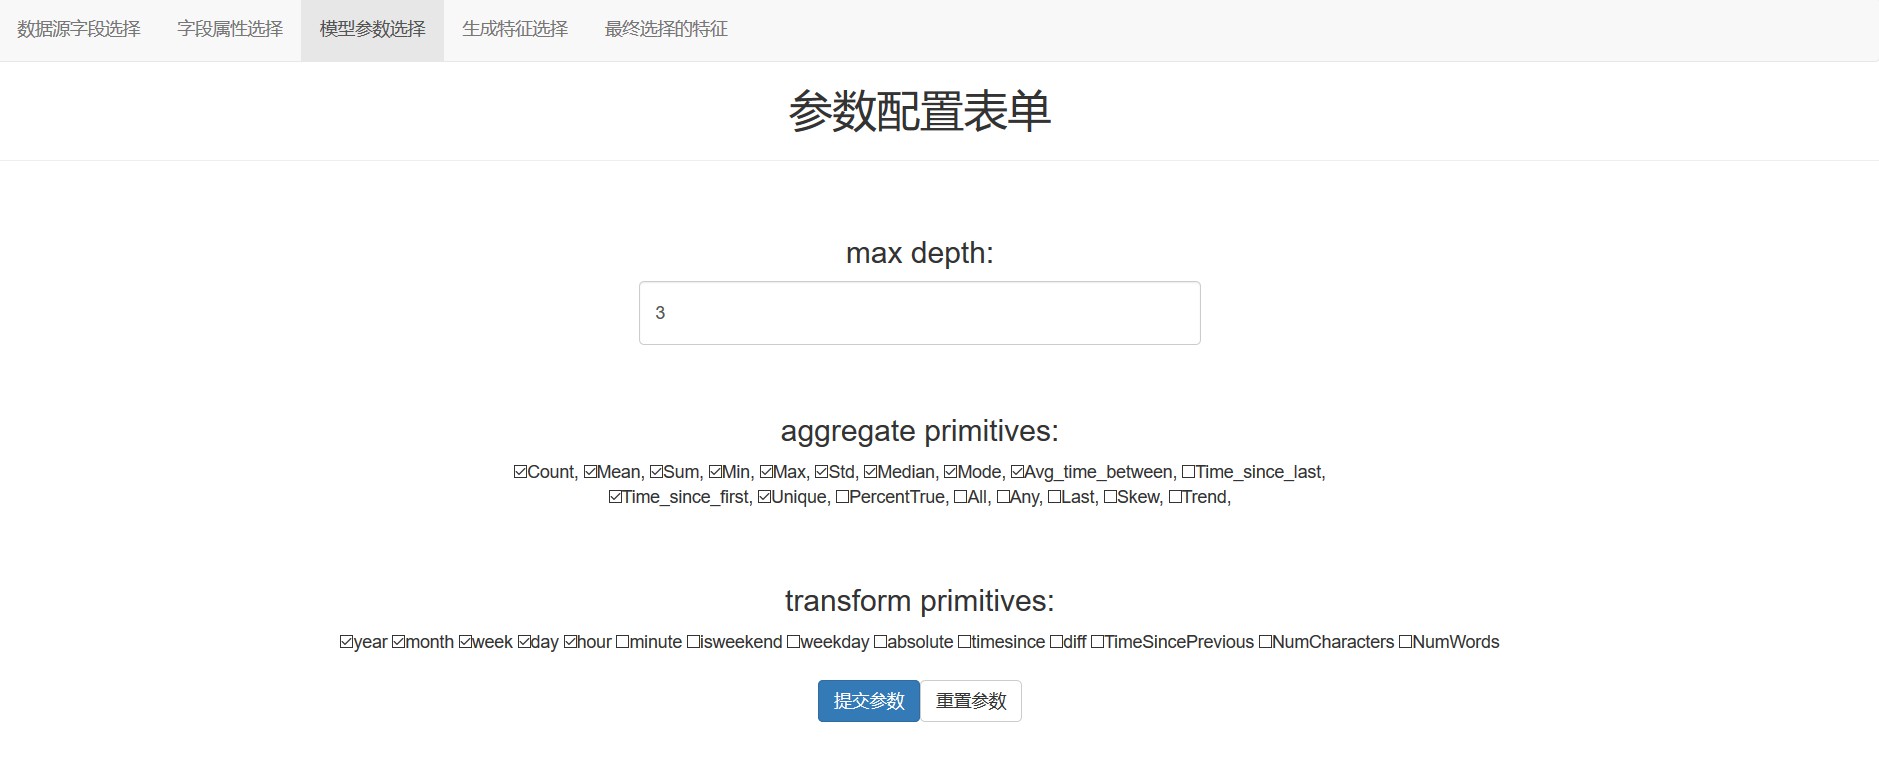 数据源字段选择 字段属性选择 模型参数选择 生成特征选择 最终选择的特征
参数配置表单
max depth:
3
aggregate primitives:
☑Count, ☑Mean, ☑Sum, ☑Min, ☑Max, ☑Std, ☑Median, ☑Mode, ☑Avg_time_between, ☐Time_since_last,
☑Time_since_first, ☑Unique, ☐PercentTrue, ☐All, ☐Any, ☐Last, ☐Skew, ☐Trend,
transform primitives:
☑year ☑month ☑week ☑day ☑hour ☐minute ☐isweekend ☐weekday ☐absolute ☐timesince ☐diff ☐TimeSincePrevious ☐NumCharacters ☐NumWords
提交参数 重置参数